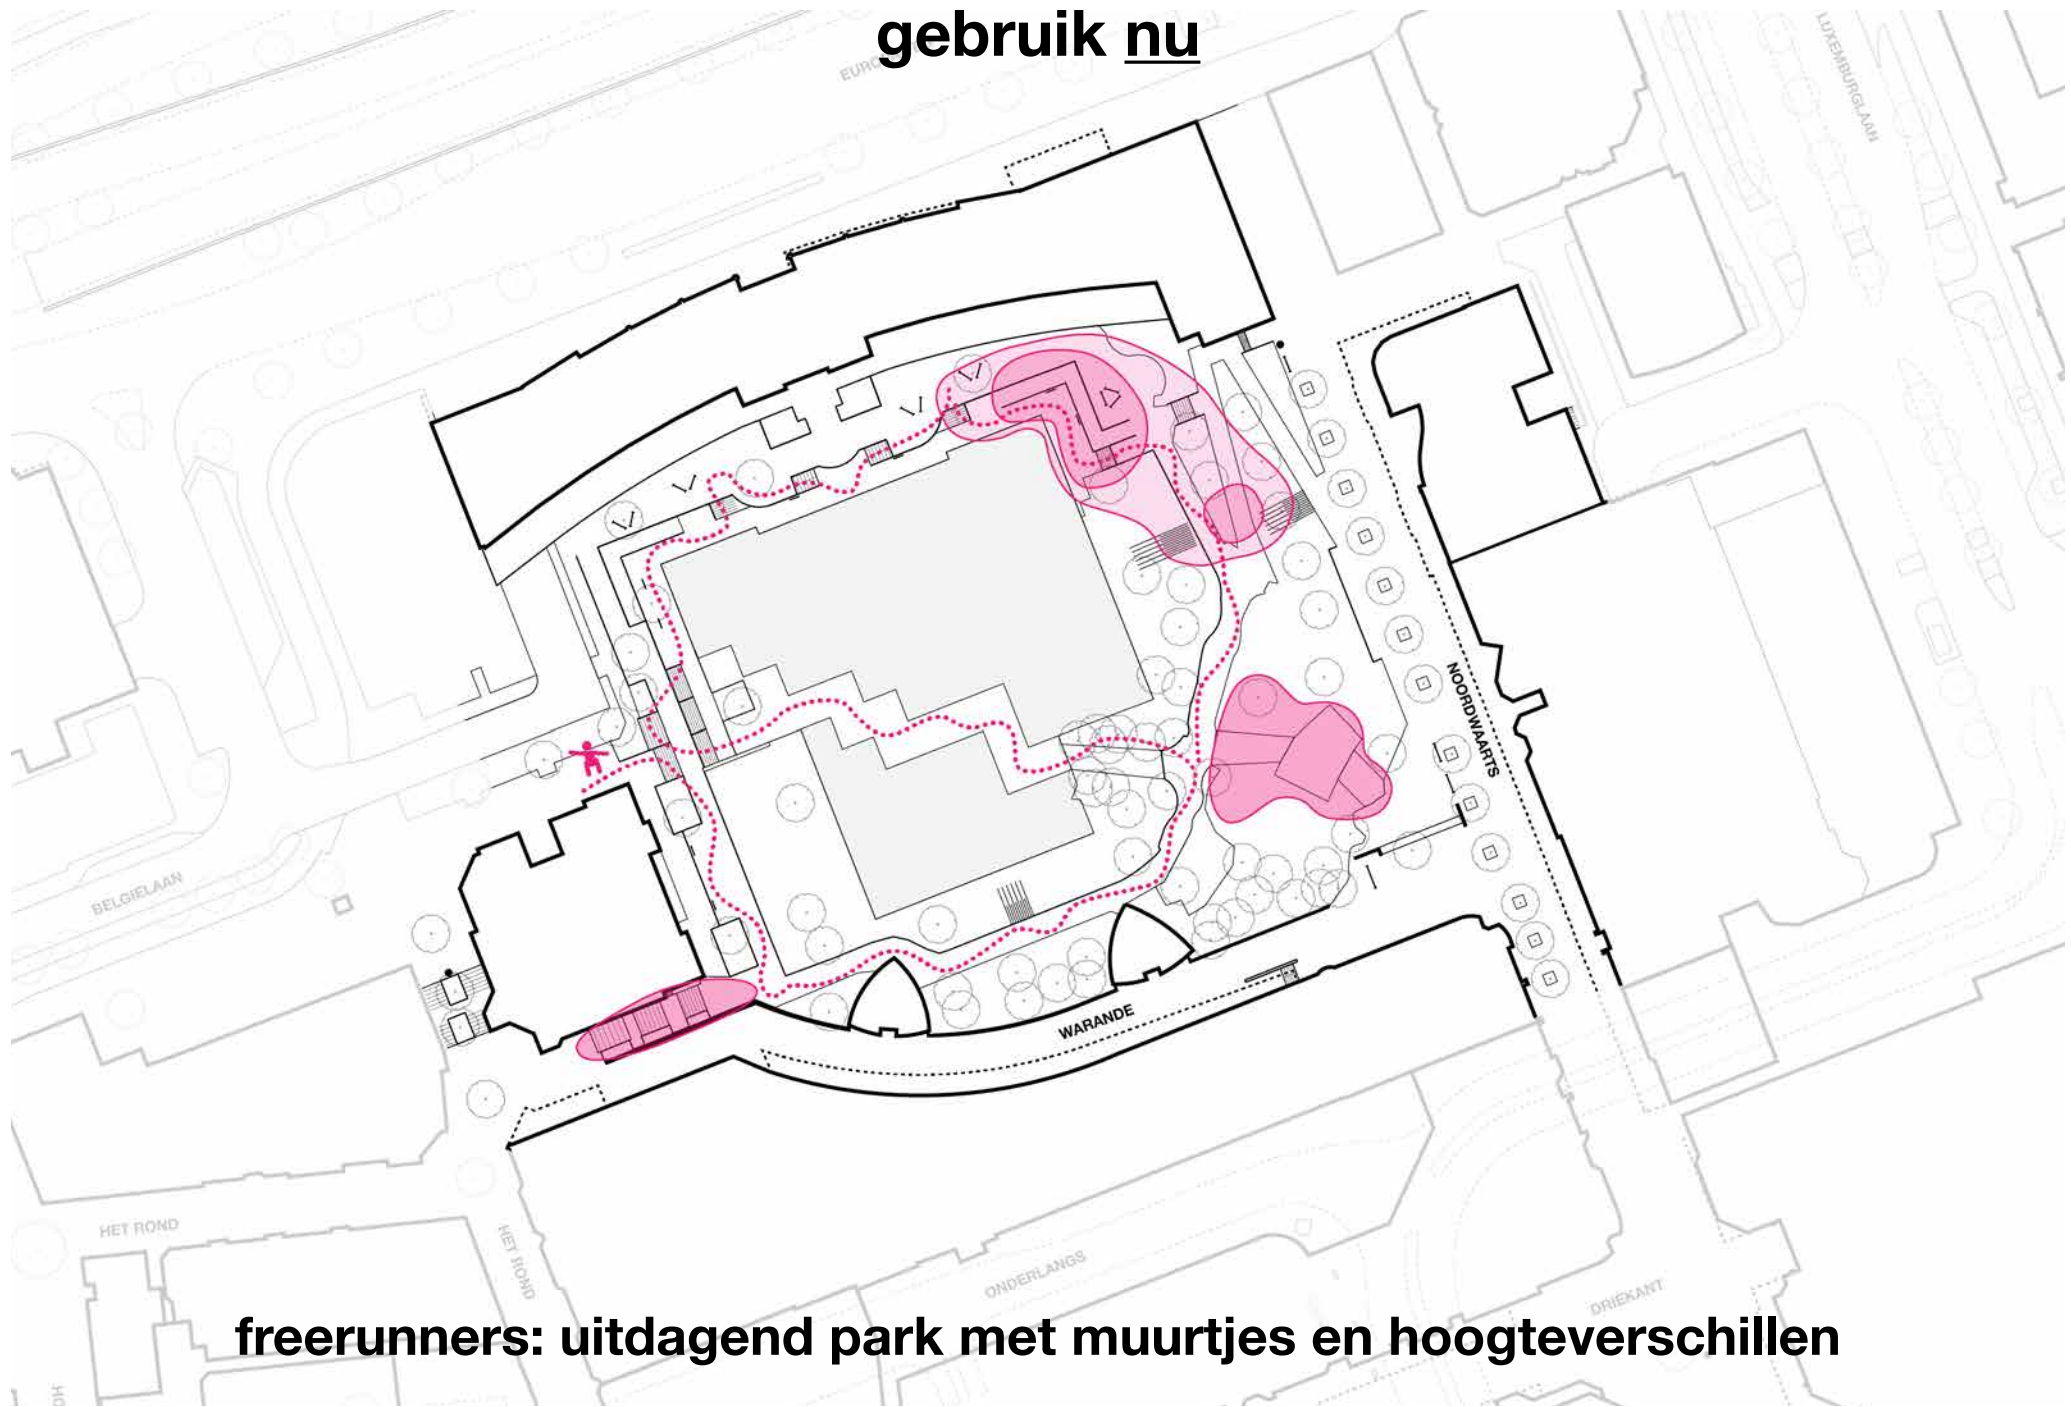 gebruik nu
LUXEMBURGLAAN
NOORDWAARTS
BELGIELAAN
WARANDE
HET ROND
HET ROND
ONDERLANGS
DRIEKANT
freerunners: uitdagend park met muurtjes en hoogteverschillen